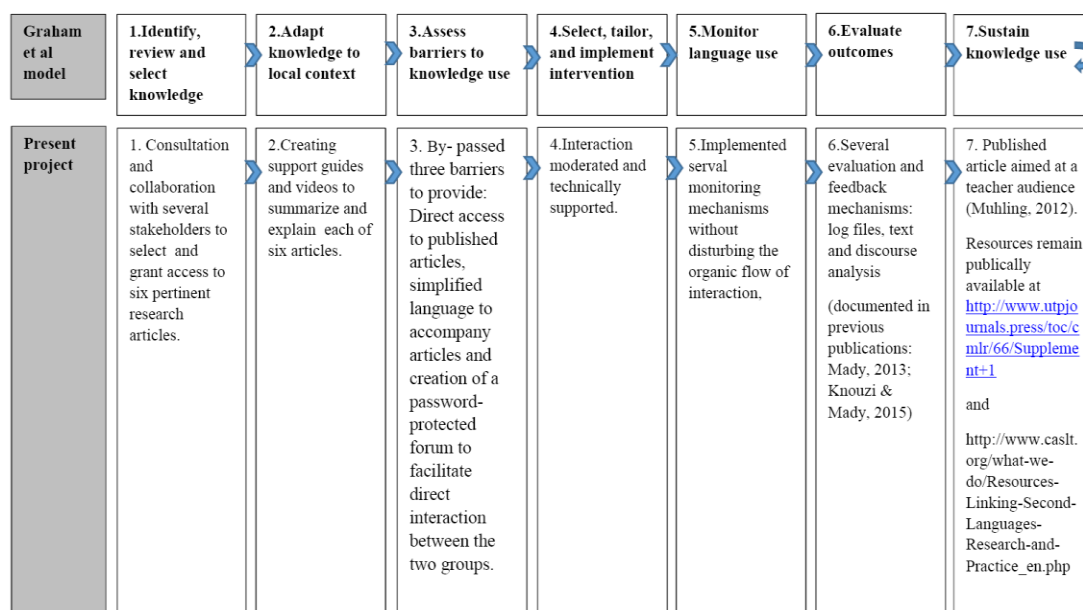 Graham
et al
model
1.Identify,
review and
select
knowledge
2.Adapt
knowledge to
local context
3.Assess
barriers to
knowledge use
4.Select, tailor,
and implement
intervention
5.Monitor
language use
6.Evaluate
outcomes
7.Sustain
knowledge use
Present
project
1. Consultation
and
collaboration
with several
stakeholders to
select and
grant access to
six pertinent
research
articles.
2.Creating
support guides
and videos to
summarize and
explain each of
six articles.
3. By- passed
three barriers
to provide:
Direct access
to published
articles,
simplified
language to
accompany
articles and
creation of a
password-
protected
forum to
facilitate
direct
interaction
between the
two groups.
4.Interaction
moderated and
technically
supported.
5.Implemented
serval
monitoring
mechanisms
without
disturbing the
organic flow of
interaction,
6.Several
evaluation and
feedback
mechanisms:
log files, text
and discourse
analysis
(documented in
previous
publications:
Mady, 2013;
Knouzi &
Mady, 2015)
7. Published
article aimed at a
teacher audience
(Muhling, 2012).
Resources remain
publically
available at
http://www.utpjo
urnals.press/toc/c
mlr/66/Suppleme
nt+1
and
http://www.caslt.
org/what-we-
do/Resources-
Linking-Second-
Languages-
Research-and-
Practice_en.php